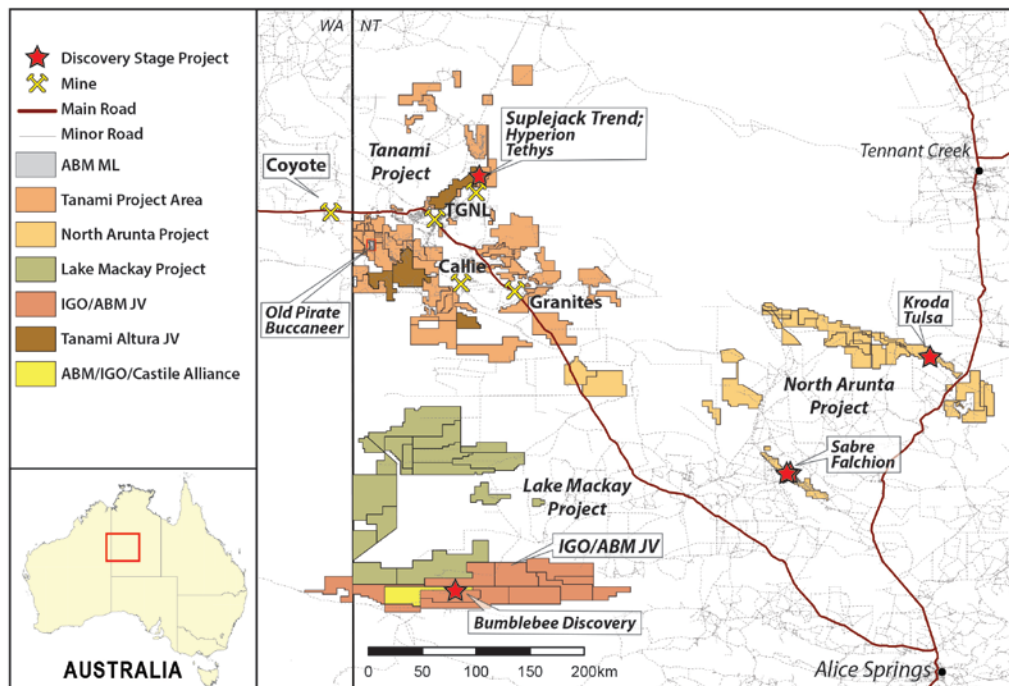 WA
NT
Discovery Stage Project
Mine
Main Road
Minor Road
ABM ML
Tanami Project Area
North Arunta Project
Lake Mackay Project
IGO/ABM JV
Tanami Altura JV
ABM/IGO/Castile Alliance
AUSTRALIA
Suplejack Trend;
Hyperion
Tethys
Tanami
Project
Coyote
TGNL
Callie
Granites
Old Pirate
Buccaneer
Tennant Creek
Kroda
Tulsa
North Arunta
Project
Sabre
Falchion
Lake Mackay
Project
IGO/ABM JV
Bumblebee Discovery
0 50 100 150 200km
Alice Springs